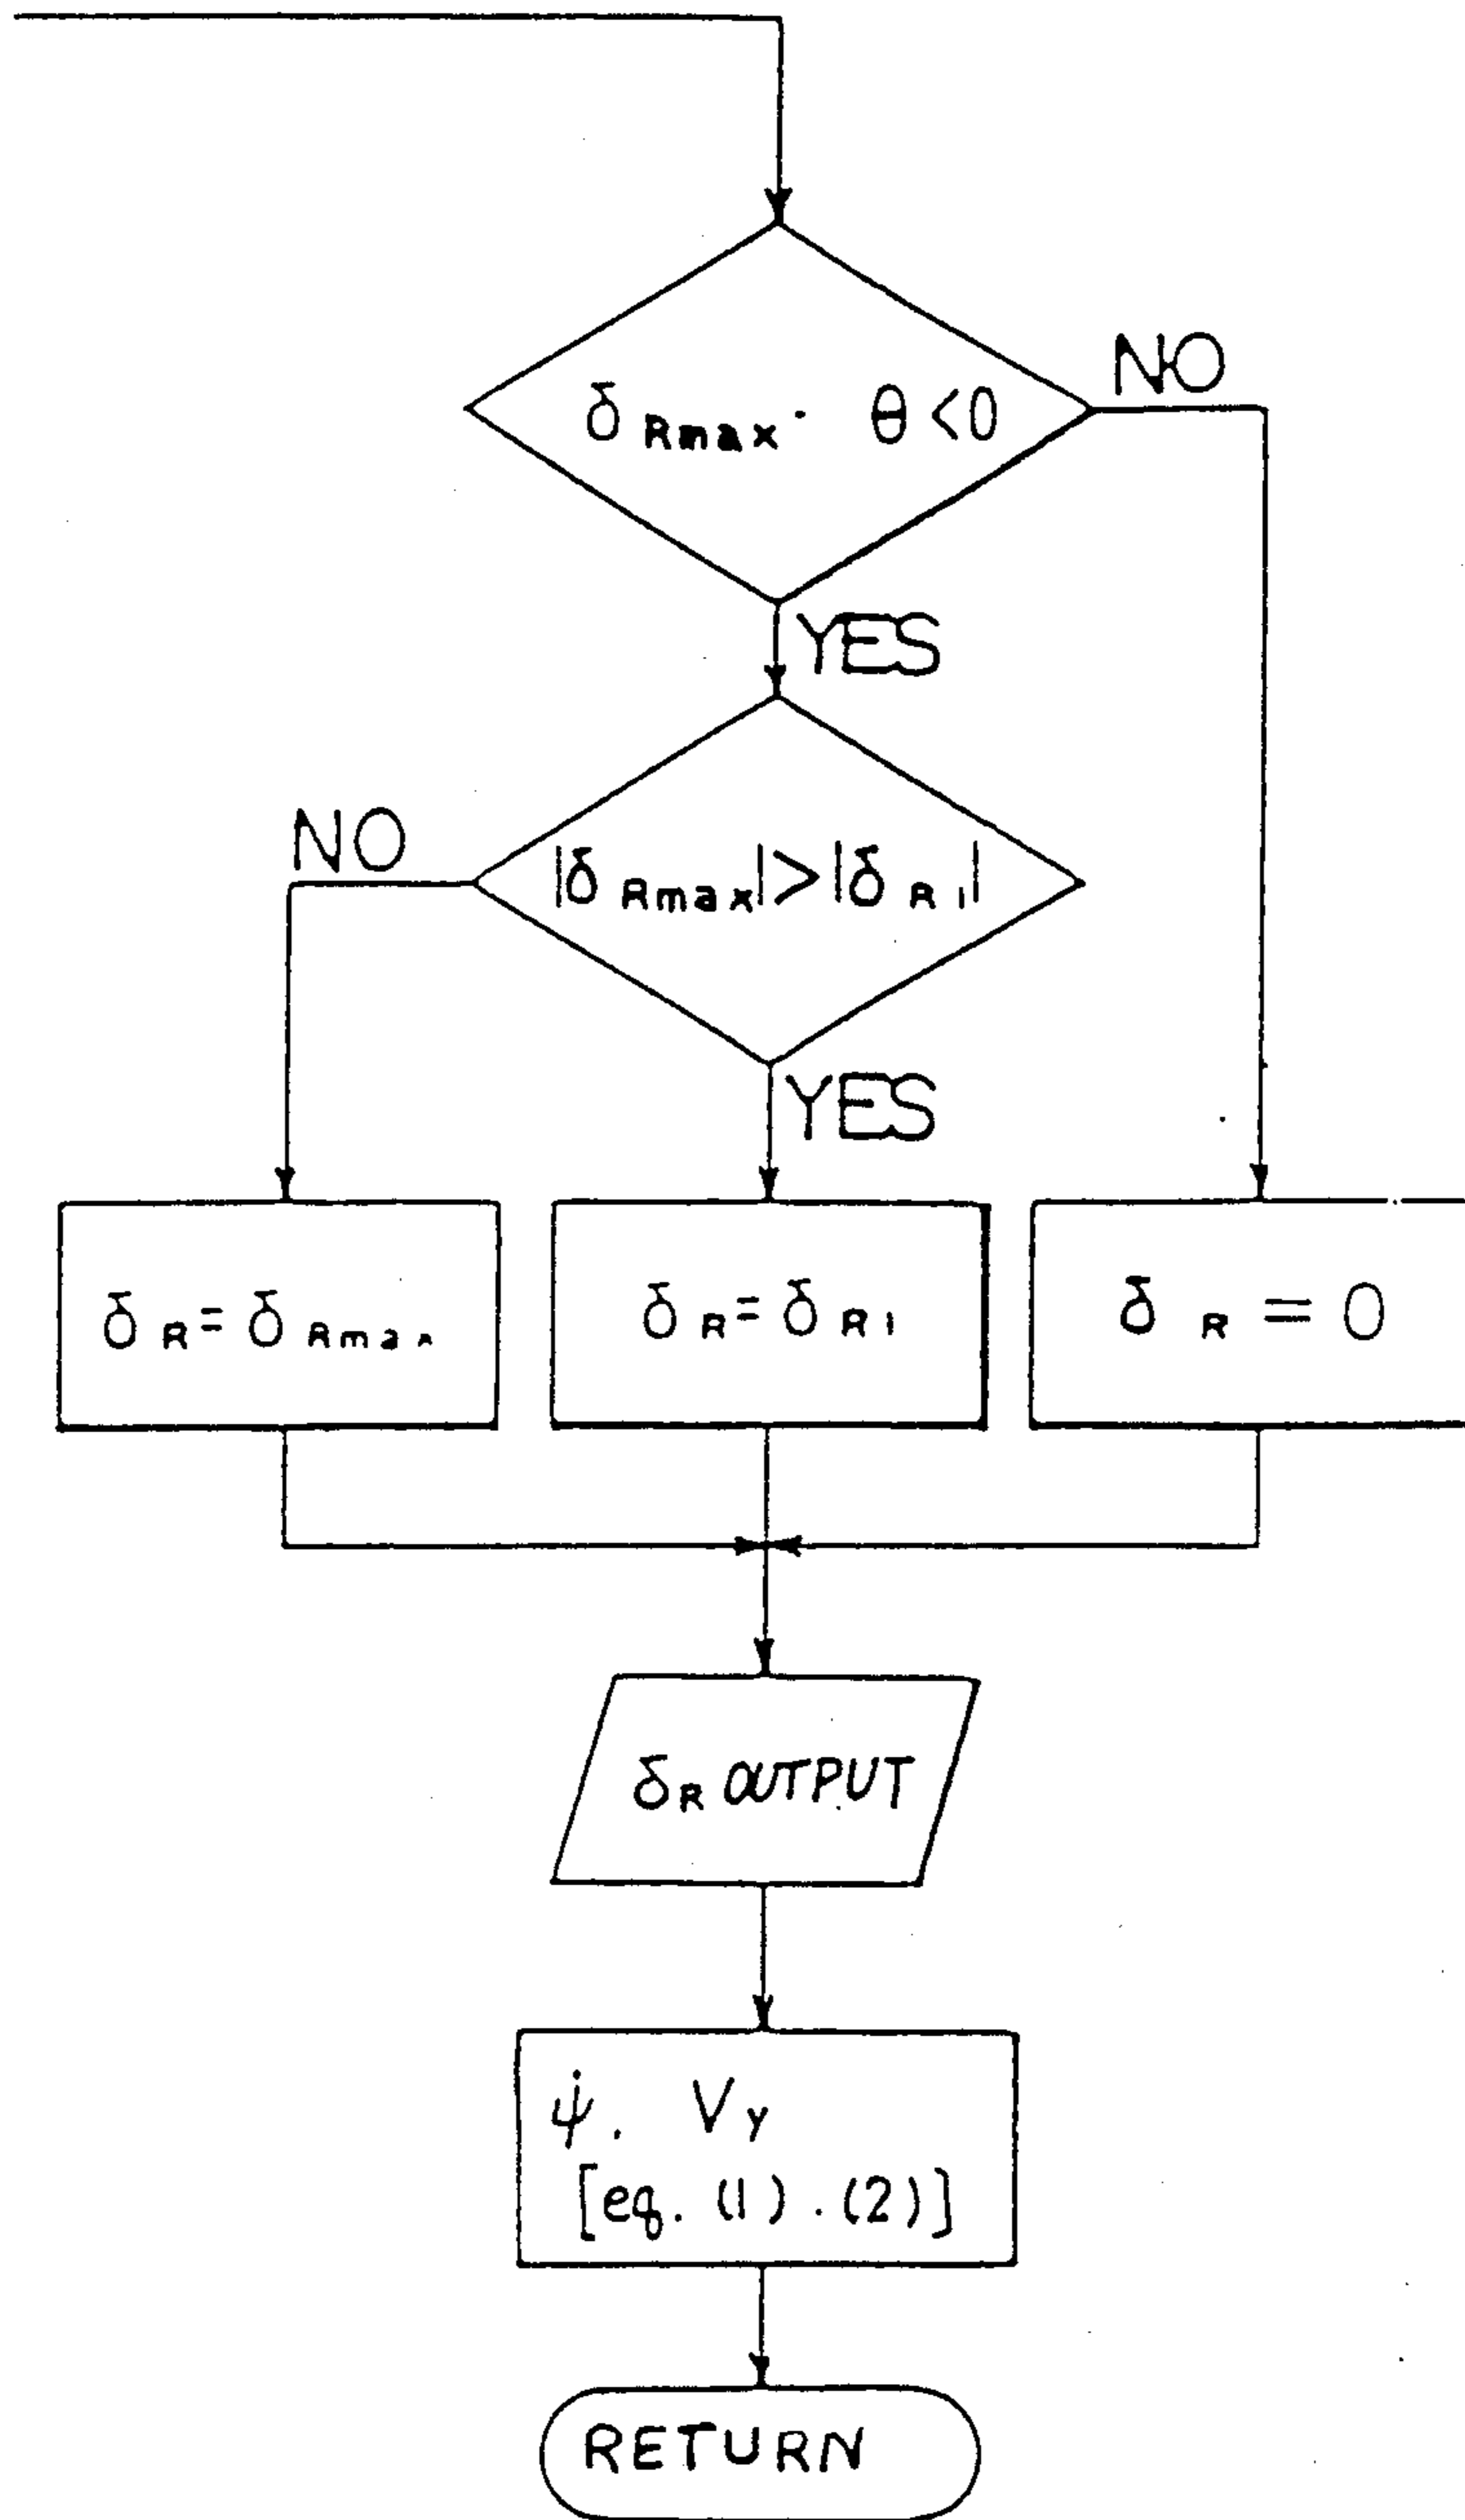 NO
δRmax· θ<0
YES
NO
|δRmax|>|δR1|
YES
δR=δRmax
δR=δR1
δR=0
δR OUTPUT
ψ̇, Vy
[eq. (1).(2)]
RETURN